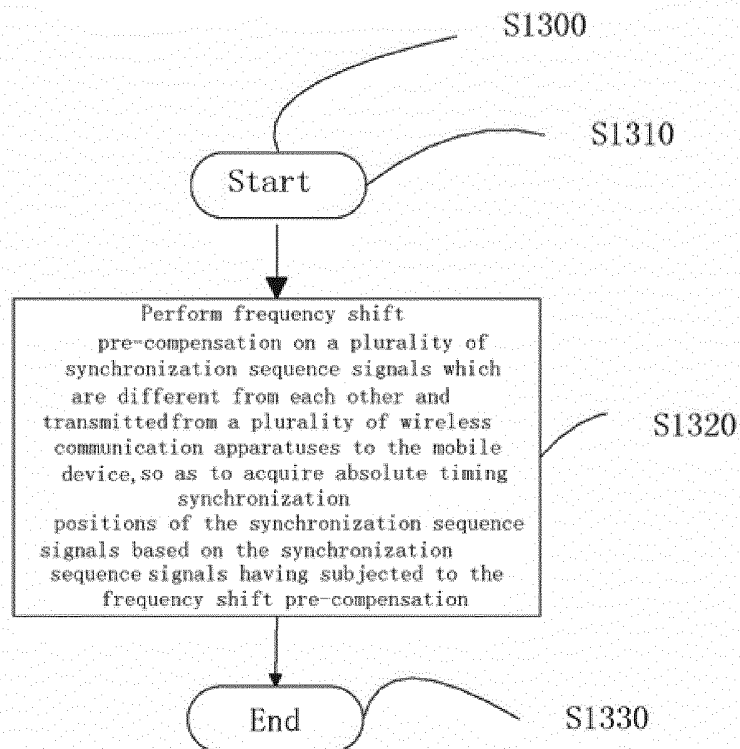 S1300
S1310
Start
Perform frequency shift
pre-compensation on a plurality of
synchronization sequence signals which
are different from each other and
transmitted from a plurality of wireless
communication apparatuses to the mobile
device, so as to acquire absolute timing
synchronization
positions of the synchronization sequence
signals based on the synchronization
sequence signals having subjected to the
frequency shift pre-compensation
S1320
End
S1330